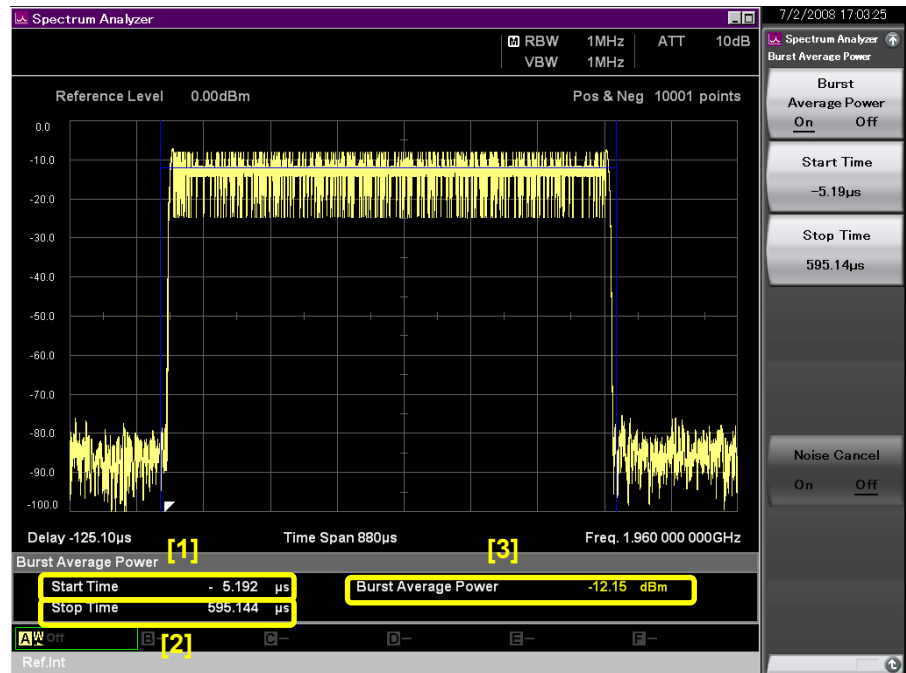 Spectrum Analyzer
7/2/2008 17:03:25
M RBW 1MHz ATT 10dB
VBW 1MHz
Spectrum Analyzer
Burst Average Power
Reference Level 0.00dBm
Pos & Neg 10001 points
Burst
Average Power
On Off
Start Time
-5.19µs
Stop Time
595.14µs
Noise Cancel
On Off
0.0
-10.0
-20.0
-30.0
-40.0
-50.0
-60.0
-70.0
-80.0
-90.0
-100.0
Delay -125.10µs Time Span 880µs Freq. 1.960 000 000GHz
[1] [3]
Burst Average Power
Start Time - 5.192 µs Burst Average Power -12.15 dBm
Stop Time 595.144 µs
[2]
A W Off B- C- D- E- F-
Ref.Int